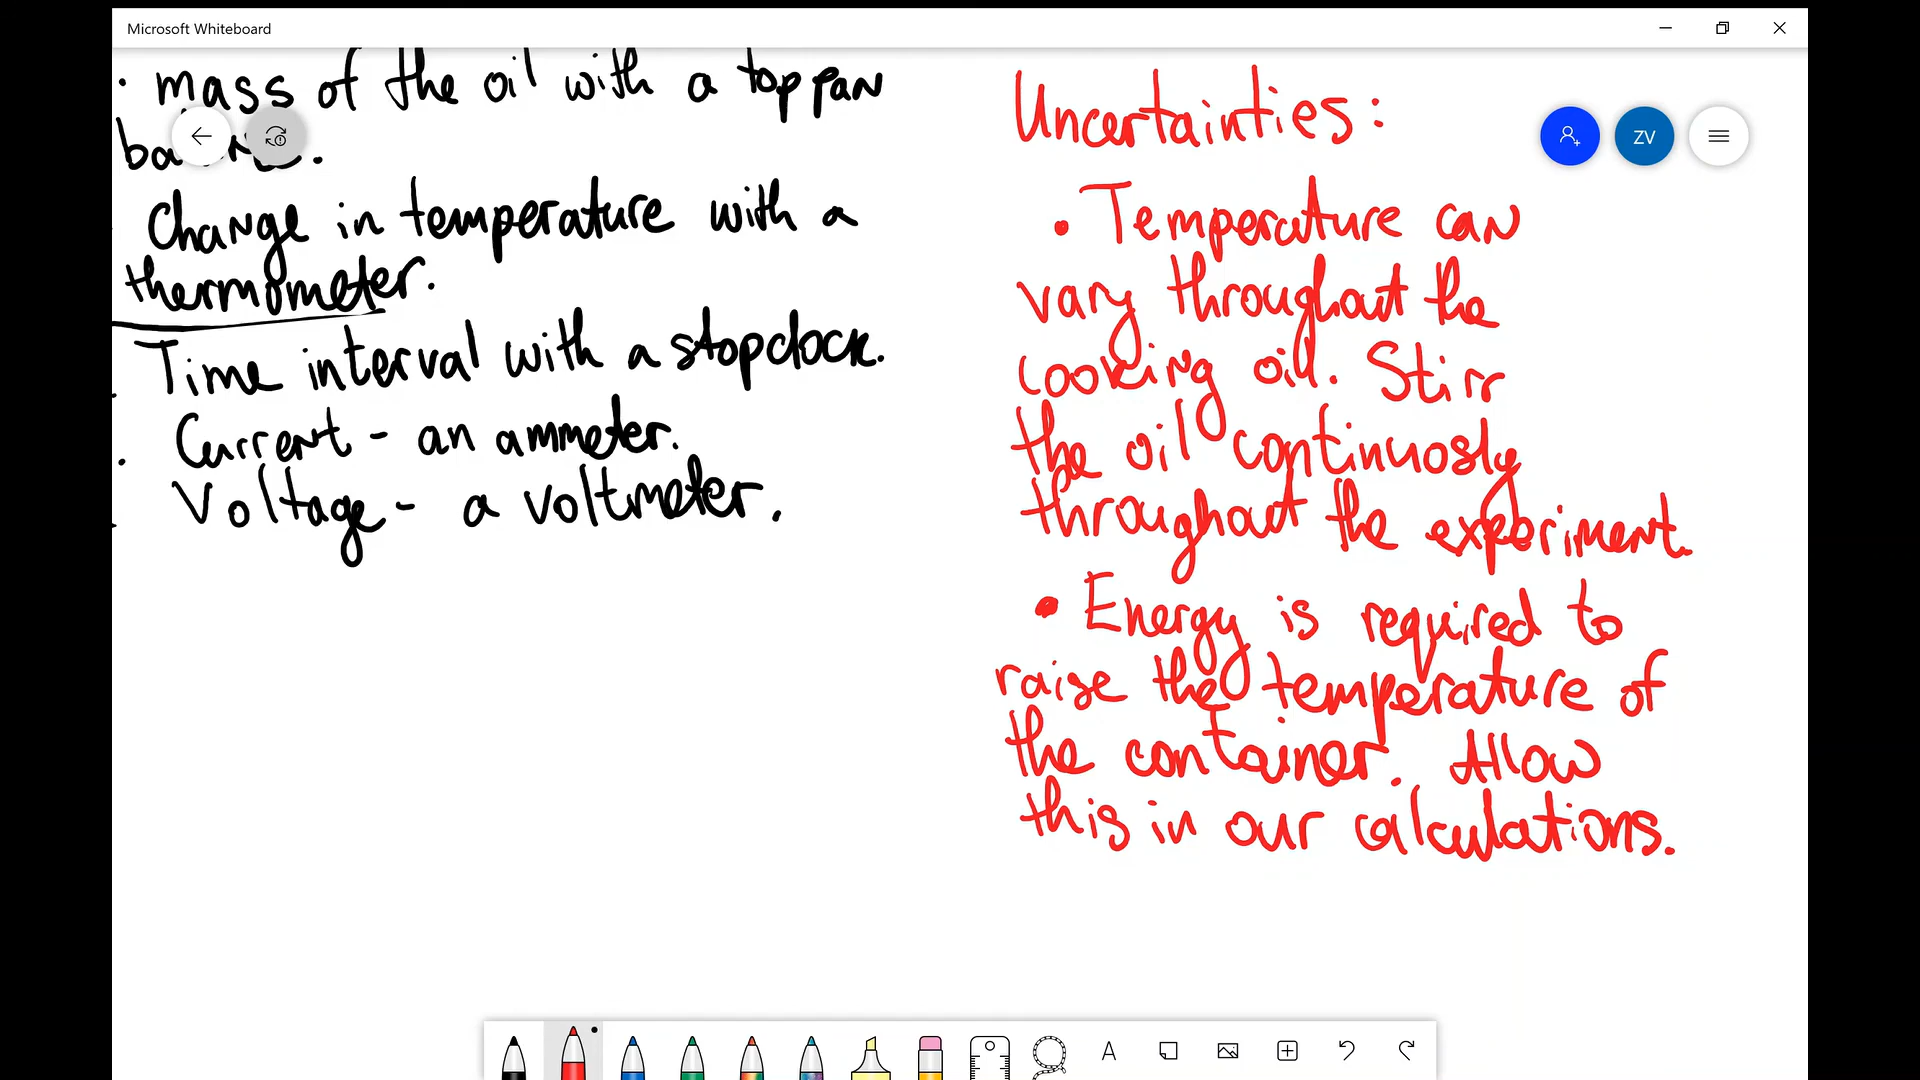 Microsoft Whiteboard
· mass of the oil with a top pan
.
Change in temperature with a
thermometer.
Time interval with a stopclock.
· Current - an ammeter.
Voltage - a voltmeter.
Uncertainties:
• Temperature can
vary throughout the
cooking oil. Stirr
the oil continuosly
throughout the experiment.
• Energy is required to
raise the temperature of
the container. Allow
this in our calculations.
ZV
A